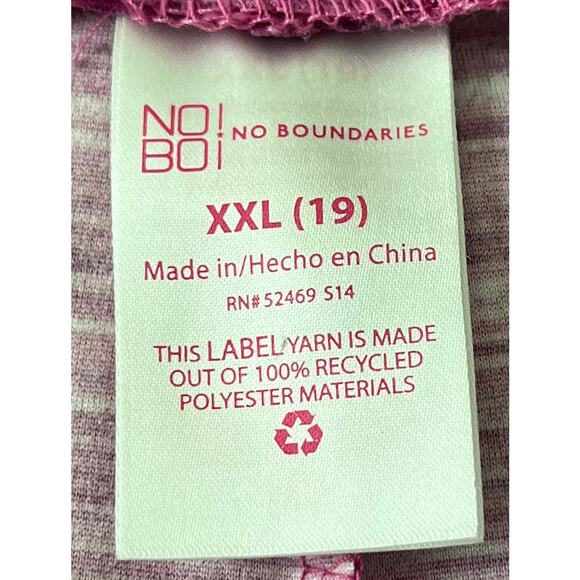 NO!
BO¡
NO BOUNDARIES
XXL (19)
Made in/Hecho en China
RN# 52469 S14
THIS LABEL YARN IS MADE
OUT OF 100% RECYCLED
POLYESTER MATERIALS